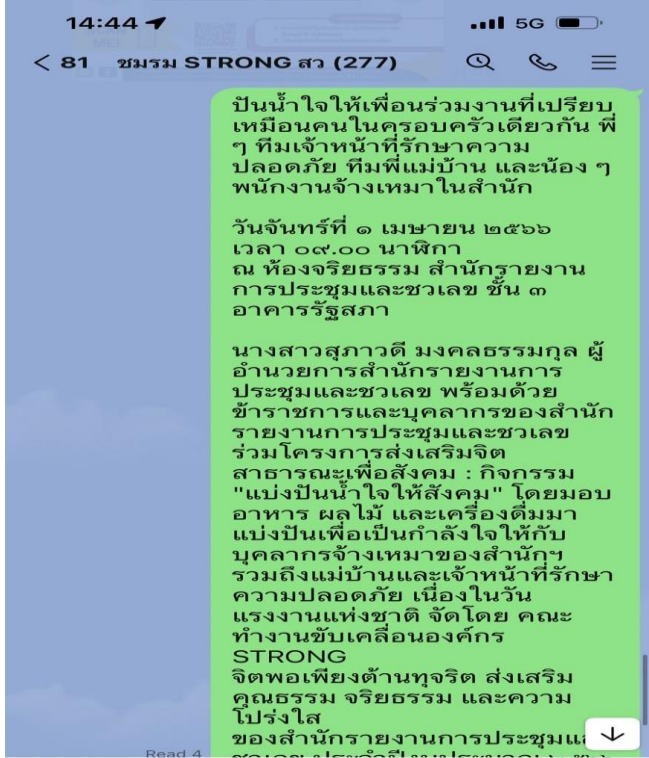 14:44
5G
81 ชมรม STRONG สว (277)
ปันน้ำใจให้เพื่อนร่วมงานที่เปรียบ
เหมือนคนในครอบครัวเดียวกัน พี่
ๆ ทีมเจ้าหน้าที่รักษาความ
ปลอดภัย ทีมพี่แม่บ้าน และน้อง ๆ
พนักงานจ้างเหมาในสำนัก
วันจันทร์ที่ ๑ เมษายน ๒๕๖๖
เวลา ๐๙.๐๐ นาฬิกา
ณ ห้องจริยธรรม สำนักรายงาน
การประชุมและชวเลข ชั้น ๓
อาคารรัฐสภา
นางสาวสุภาวดี มงคลธรรมกุล ผู้
อำนวยการสำนักรายงานการ
ประชุมและชวเลข พร้อมด้วย
ข้าราชการและบุคลากรของสำนัก
รายงานการประชุมและชวเลข
ร่วมโครงการส่งเสริมจิต
สาธารณะเพื่อสังคม : กิจกรรม
"แบ่งปันน้ำใจให้สังคม" โดยมอบ
อาหาร ผลไม้ และเครื่องดื่มมา
แบ่งปันเพื่อเป็นกำลังใจให้กับ
บุคลากรจ้างเหมาของสำนักฯ
รวมถึงแม่บ้านและเจ้าหน้าที่รักษา
ความปลอดภัย เนื่องในวัน
แรงงานแห่งชาติ จัดโดย คณะ
ทำงานขับเคลื่อนองค์กร
STRONG
จิตพอเพียงต้านทุจริต ส่งเสริม
คุณธรรม จริยธรรม และความ
โปร่งใส
ของสำนักรายงานการประชุม
Read 4